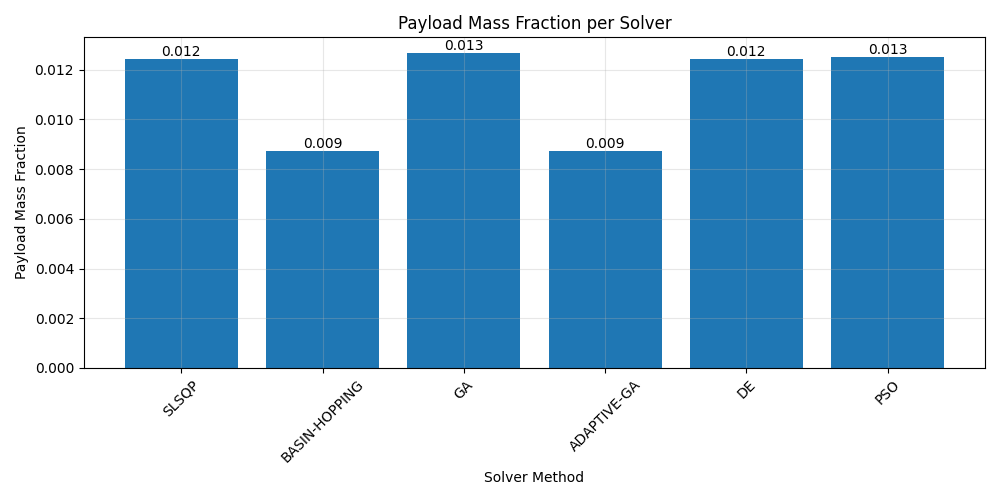 Payload Mass Fraction per Solver
Payload Mass Fraction
0.012
0.010
0.008
0.006
0.004
0.002
0.000
0.012
0.009
0.013
0.009
0.012
0.013
SLSQP
BASIN-HOPPING
GA
ADAPTIVE-GA
DE
PSO
Solver Method